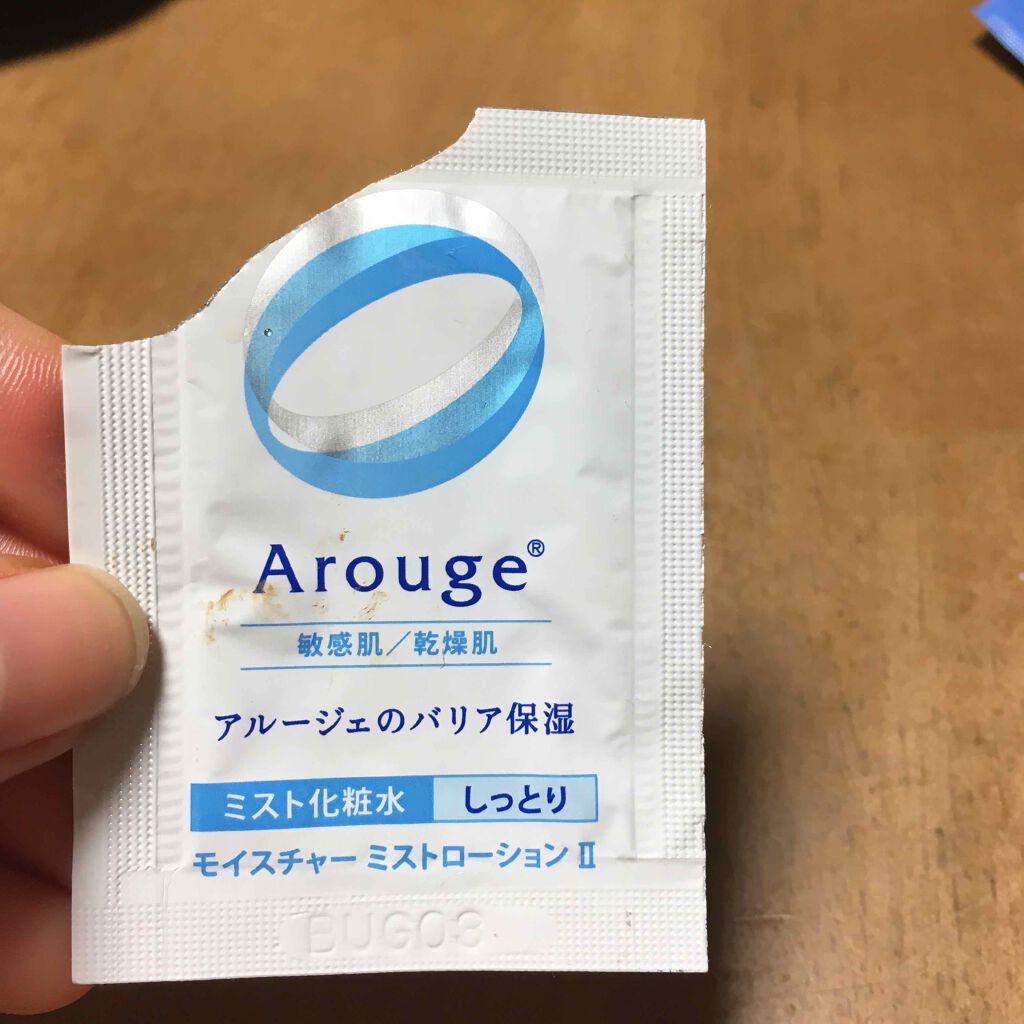 Arouge®
敏感肌／乾燥肌
アルージェのバリア保湿
ミスト化粧水 しっとり
モイスチャー ミストローション Ⅱ
BUG03